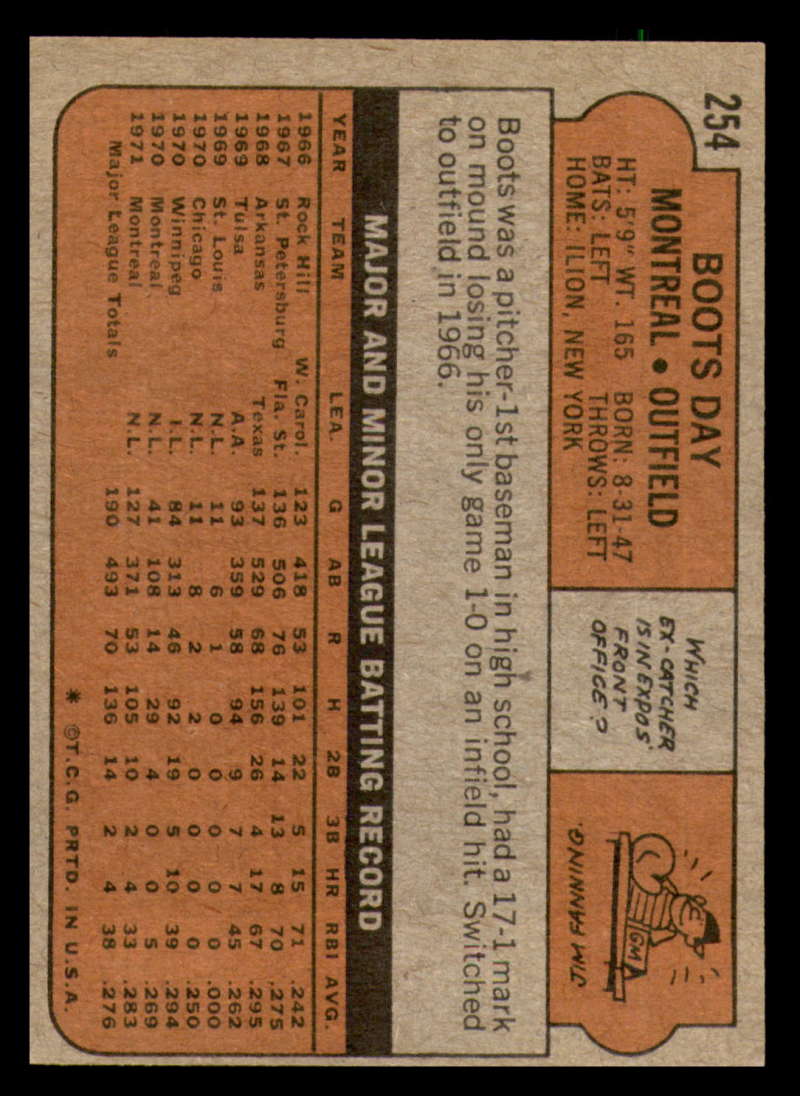 254
BOOTS DAY
MONTREAL • OUTFIELD
HT: 5'9" WT. 165 BORN: 8-31-47
BATS: LEFT THROWS: LEFT
HOME: ILION, NEW YORK
WHICH
EX-CATCHER
IS IN EXPOS'
FRONT
OFFICE?
GM
JIM FANNING.
Boots was a pitcher-1st baseman in high school, had a 17-1 mark
on mound losing his only game 1-0 on an infield hit. Switched
to outfield in 1966.
MAJOR AND MINOR LEAGUE BATTING RECORD
YEAR TEAM LEA. G AB R H 2B 3B HR RBI AVG.
1966 Rock Hill W. Carol. 123 418 53 101 22 5 15 71 .242
1967 St. Petersburg Fla. St. 136 506 76 139 14 13 8 70 .275
1968 Arkansas Texas 137 529 68 156 26 4 17 67 .295
1969 Tulsa A.A. 93 359 58 94 9 7 7 45 .262
1969 St. Louis N.L. 11 6 1 0 0 0 0 0 .000
1970 Chicago N.L. 11 8 2 2 0 0 0 0 .250
1970 Winnipeg I.L. 84 313 46 92 19 5 10 39 .294
1970 Montreal N.L. 41 108 14 29 4 0 0 5 .269
1971 Montreal N.L. 127 371 53 105 10 2 4 33 .283
Major League Totals 190 493 70 136 14 2 4 38 .276
* ©T.C.G. PRTD. IN U.S.A.